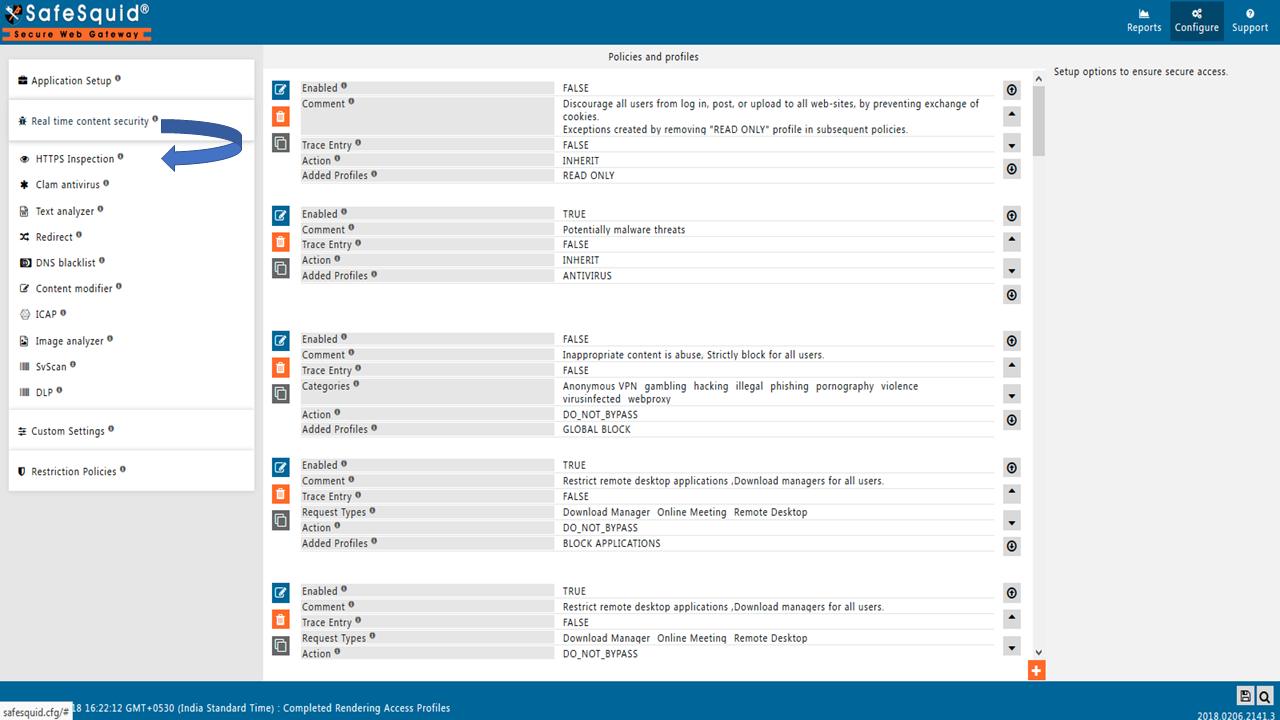 SafeSquid®
Secure Web Gateway
Reports
Configure
Support
Application Setup
Real time content security
HTTPS Inspection
Clam antivirus
Text analyzer
Redirect
DNS blacklist
Content modifier
ICAP
Image analyzer
SvScan
DLP
Custom Settings
Restriction Policies
Policies and profiles
Enabled FALSE
Comment Discourage all users from log in, post, or upload to all web-sites, by preventing exchange of
cookies.
Exceptions created by removing "READ ONLY" profile in subsequent policies.
Trace Entry FALSE
Action INHERIT
Added Profiles READ ONLY
Enabled TRUE
Comment Potentially malware threats
Trace Entry FALSE
Action INHERIT
Added Profiles ANTIVIRUS
Enabled FALSE
Comment Inappropriate content is abuse, Strictly block for all users.
Trace Entry FALSE
Categories Anonymous VPN gambling hacking illegal phishing pornography violence
virusinfected webproxy
Action DO_NOT_BYPASS
Added Profiles GLOBAL BLOCK
Enabled TRUE
Comment Restrict remote desktop applications ,Download managers for all users.
Trace Entry FALSE
Request Types Download Manager Online Meeting Remote Desktop
Action DO_NOT_BYPASS
Added Profiles BLOCK APPLICATIONS
Enabled TRUE
Comment Restrict remote desktop applications ,Download managers for all users.
Trace Entry FALSE
Request Types Download Manager Online Meeting Remote Desktop
Action DO_NOT_BYPASS
Setup options to ensure secure access.
safesquid.cfg/#
18 16:22:12 GMT+0530 (India Standard Time) : Completed Rendering Access Profiles
2018.0206.2141.3